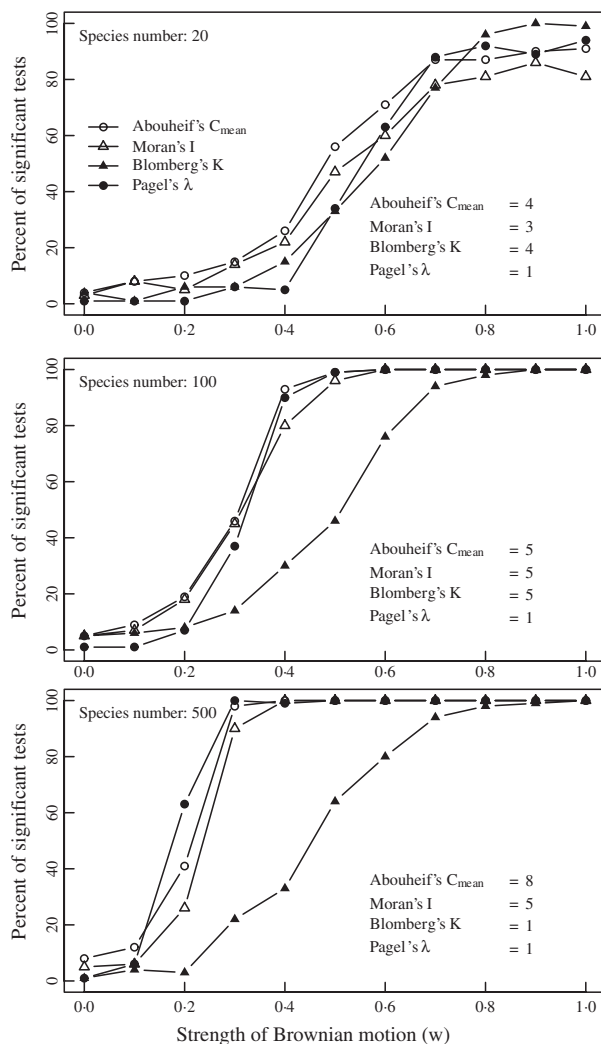 Species number: 20
Abouheif's Cmean
Moran's I
Blomberg's K
Pagel's λ
Abouheif's Cmean = 4
Moran's I = 3
Blomberg's K = 4
Pagel's λ = 1
Percent of significant tests
0 20 40 60 80 100
0·0 0·2 0·4 0·6 0·8 1·0
Species number: 100
Abouheif's Cmean = 5
Moran's I = 5
Blomberg's K = 5
Pagel's λ = 1
Percent of significant tests
0 20 40 60 80 100
0·0 0·2 0·4 0·6 0·8 1·0
Species number: 500
Abouheif's Cmean = 8
Moran's I = 5
Blomberg's K = 1
Pagel's λ = 1
Percent of significant tests
0 20 40 60 80 100
0·0 0·2 0·4 0·6 0·8 1·0
Strength of Brownian motion (w)